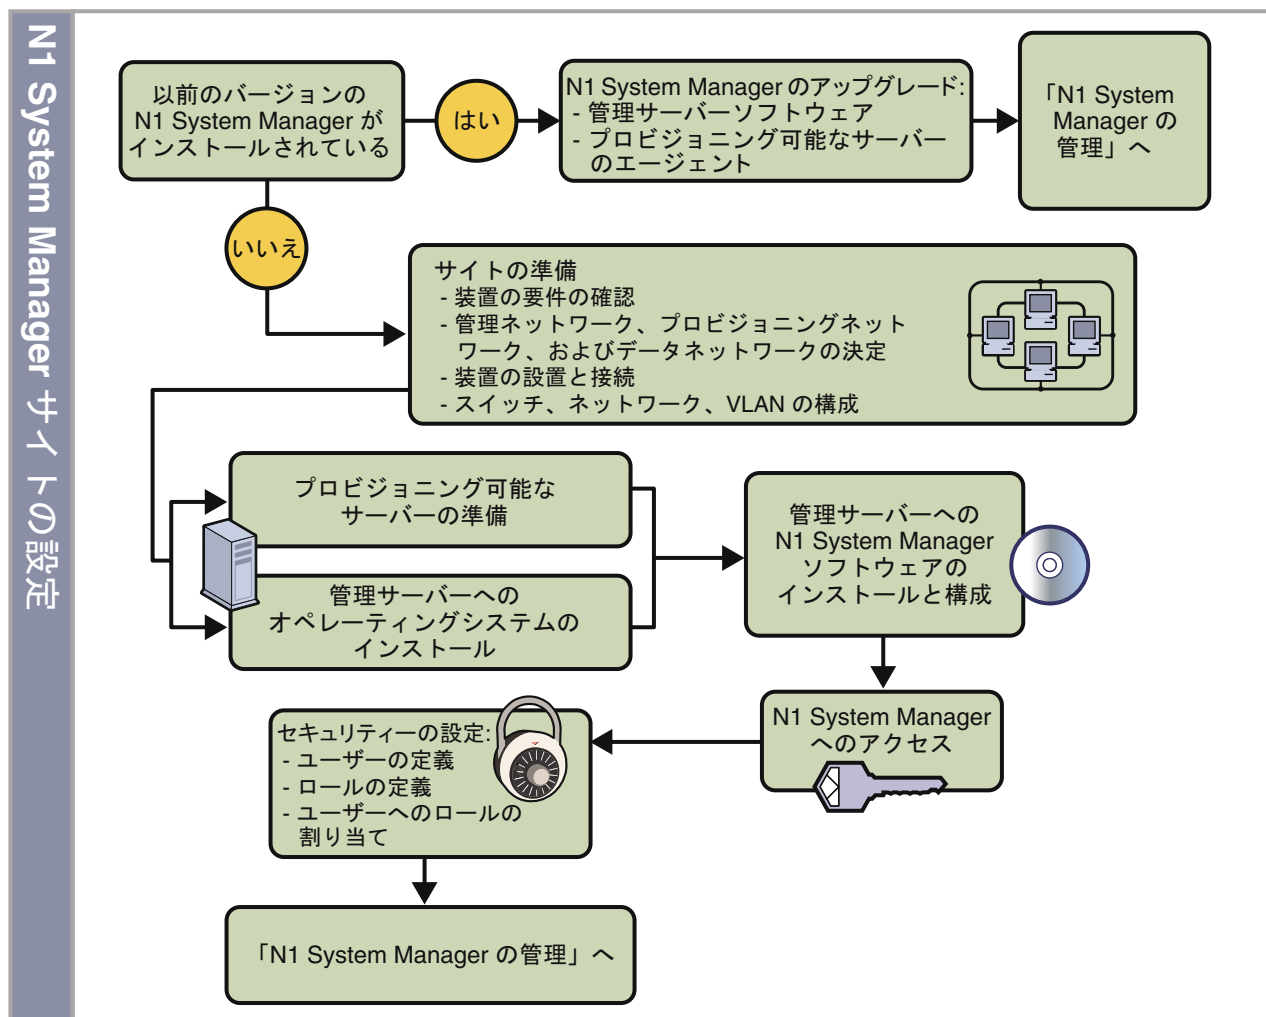 N1 System Manager サイトの設定
以前のバージョンの
N1 System Manager が
インストールされている
はい
N1 System Manager のアップグレード:
- 管理サーバーソフトウェア
- プロビジョニング可能なサーバー
のエージェント
「N1 System
Manager の
管理」へ
いいえ
サイトの準備
- 装置の要件の確認
- 管理ネットワーク、プロビジョニングネット
ワーク、およびデータネットワークの決定
- 装置の設置と接続
- スイッチ、ネットワーク、VLAN の構成
プロビジョニング可能な
サーバーの準備
管理サーバーへの
オペレーティングシステムの
インストール
管理サーバーへの
N1 System Manager
ソフトウェアの
インストールと構成
N1 System Manager
へのアクセス
セキュリティーの設定:
- ユーザーの定義
- ロールの定義
- ユーザーへのロールの
割り当て
「N1 System Manager の管理」へ